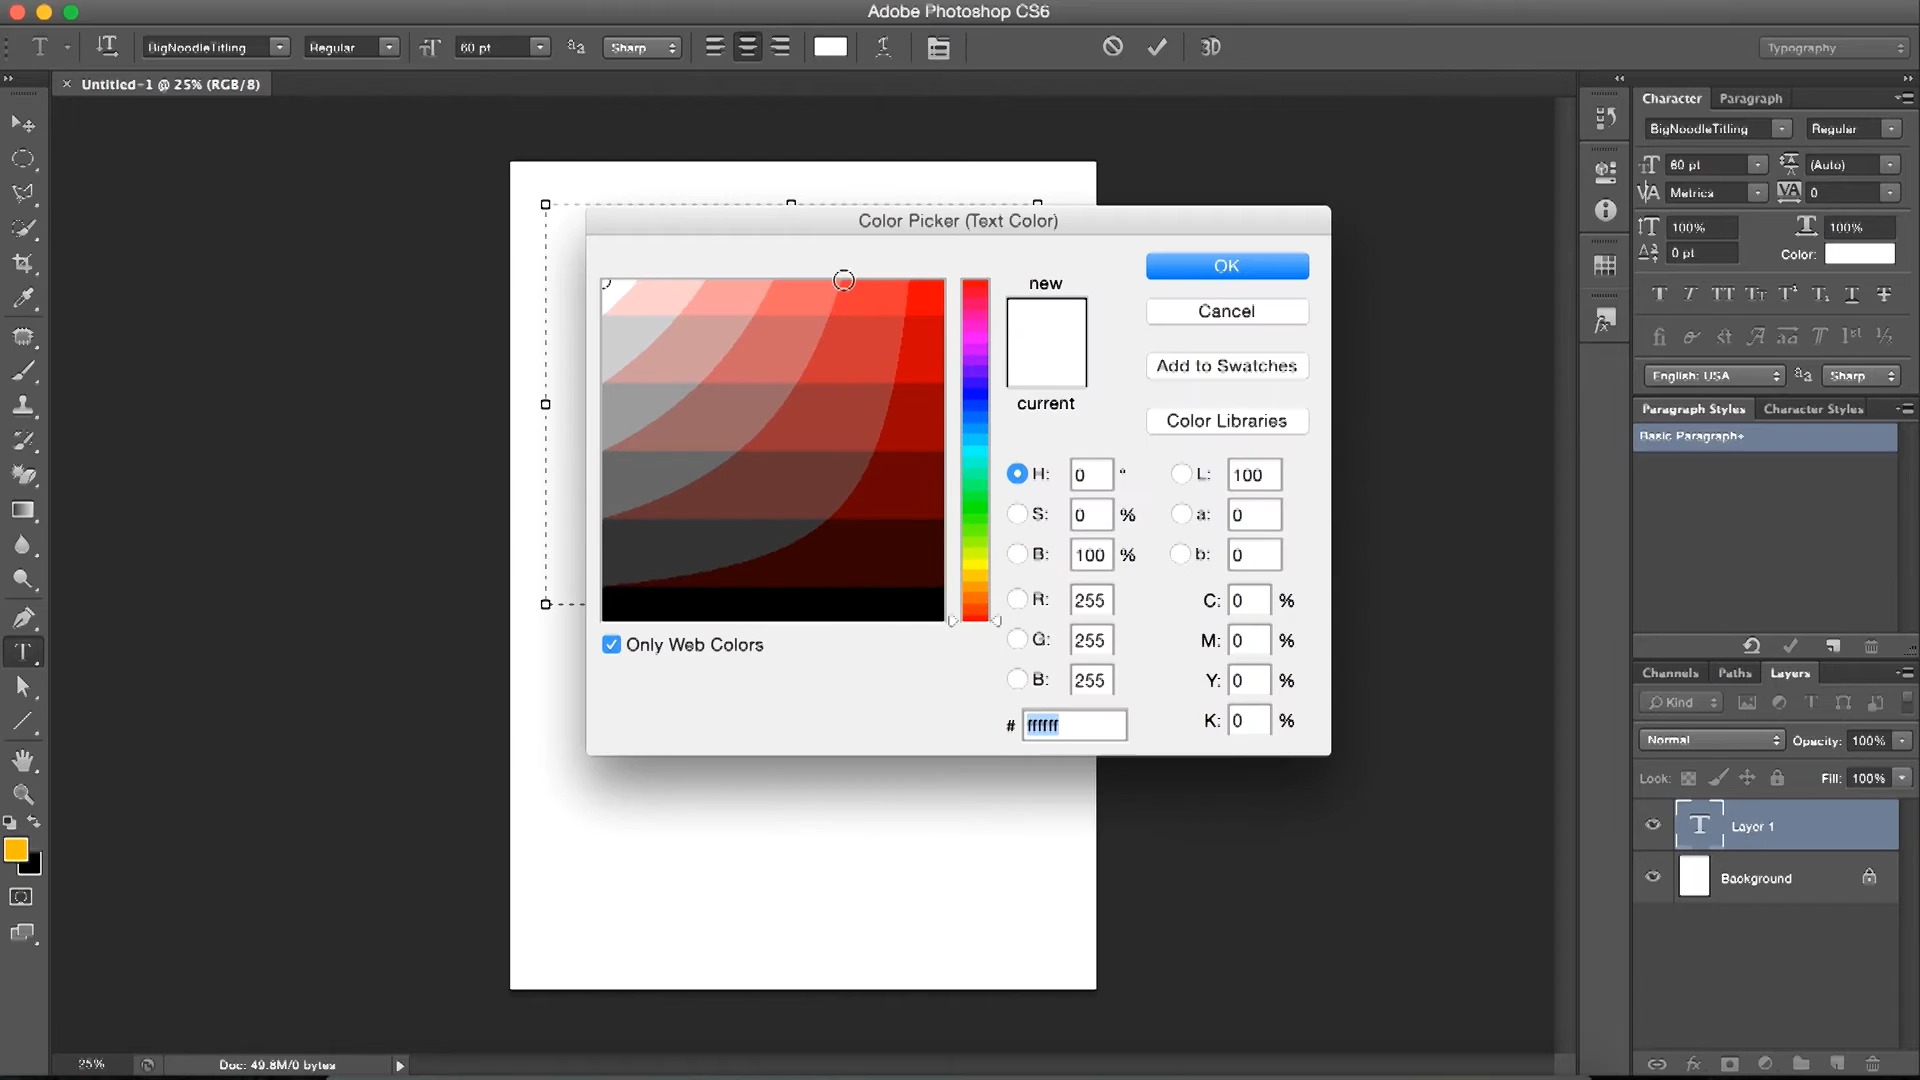 Adobe Photoshop CS6
BigNoodleTitling Regular 60 pt Sharp 3D Typography
Untitled-1 @ 25% (RGB/8)
Character Paragraph
BigNoodleTitling Regular
60 pt (Auto)
Metrics 0
100% 100%
0 pt Color:
English: USA Sharp
Paragraph Styles Character Styles
Basic Paragraph+
Channels Paths Layers
Kind
Normal Opacity: 100%
Lock: Fill: 100%
Layer 1
Background
Color Picker (Text Color)
new
current
OK
Cancel
Add to Swatches
Color Libraries
H: 0 ° L: 100
S: 0 % a: 0
B: 100 % b: 0
R: 255 C: 0 %
G: 255 M: 0 %
B: 255 Y: 0 %
# ffffff K: 0 %
Only Web Colors
25% Doc: 49.8M/0 bytes